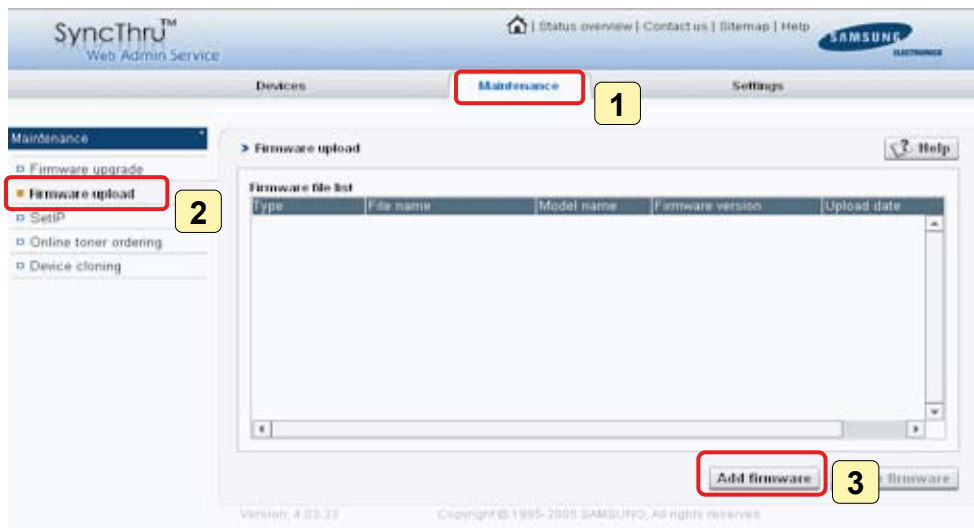 SyncThru™
Web Admin Service
| Status overview | Contact us | Sitemap | Help
SAMSUNG
ELECTRONICS
Devices
Maintenance
1
Settings
Maintenance
Firmware upgrade
Firmware upload
2
SetIP
Online toner ordering
Device cloning
> Firmware upload
Help
Firmware file list
Type
File name
Model name
Firmware version
Upload date
Add firmware
3
firmware
Version: 4.03.33
Copyright © 1995-2005 SAMSUNG, All rights reserved.